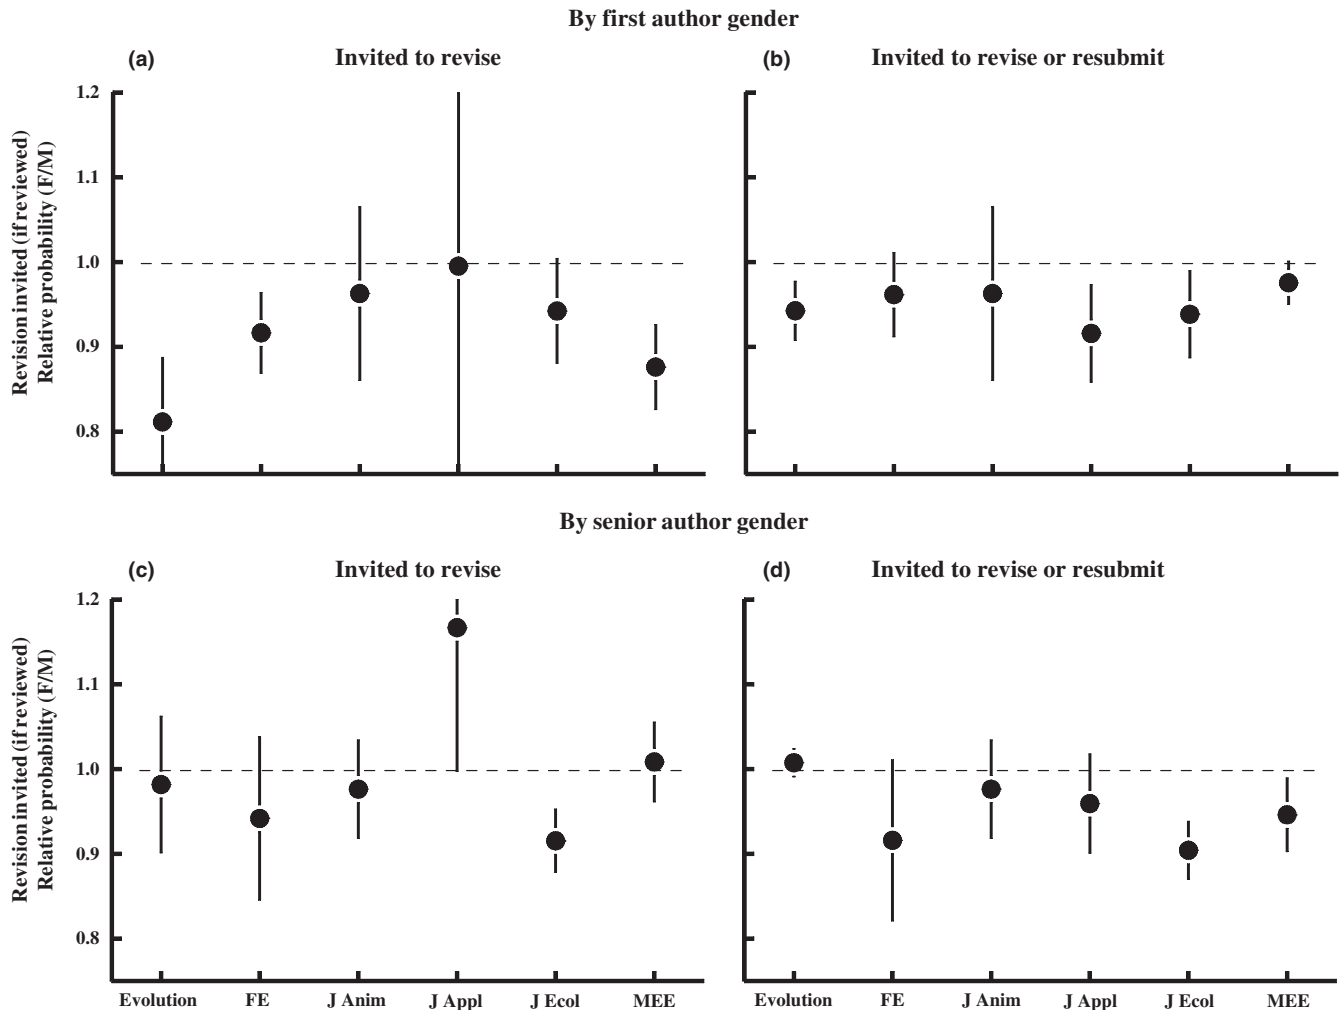 By first author gender
(a) Invited to revise
(b) Invited to revise or resubmit
Revision invited (if reviewed)
Relative probability (F/M)
1.2
1.1
1.0
0.9
0.8
By senior author gender
(c) Invited to revise
(d) Invited to revise or resubmit
Revision invited (if reviewed)
Relative probability (F/M)
1.2
1.1
1.0
0.9
0.8
Evolution FE J Anim J Appl J Ecol MEE
Evolution FE J Anim J Appl J Ecol MEE